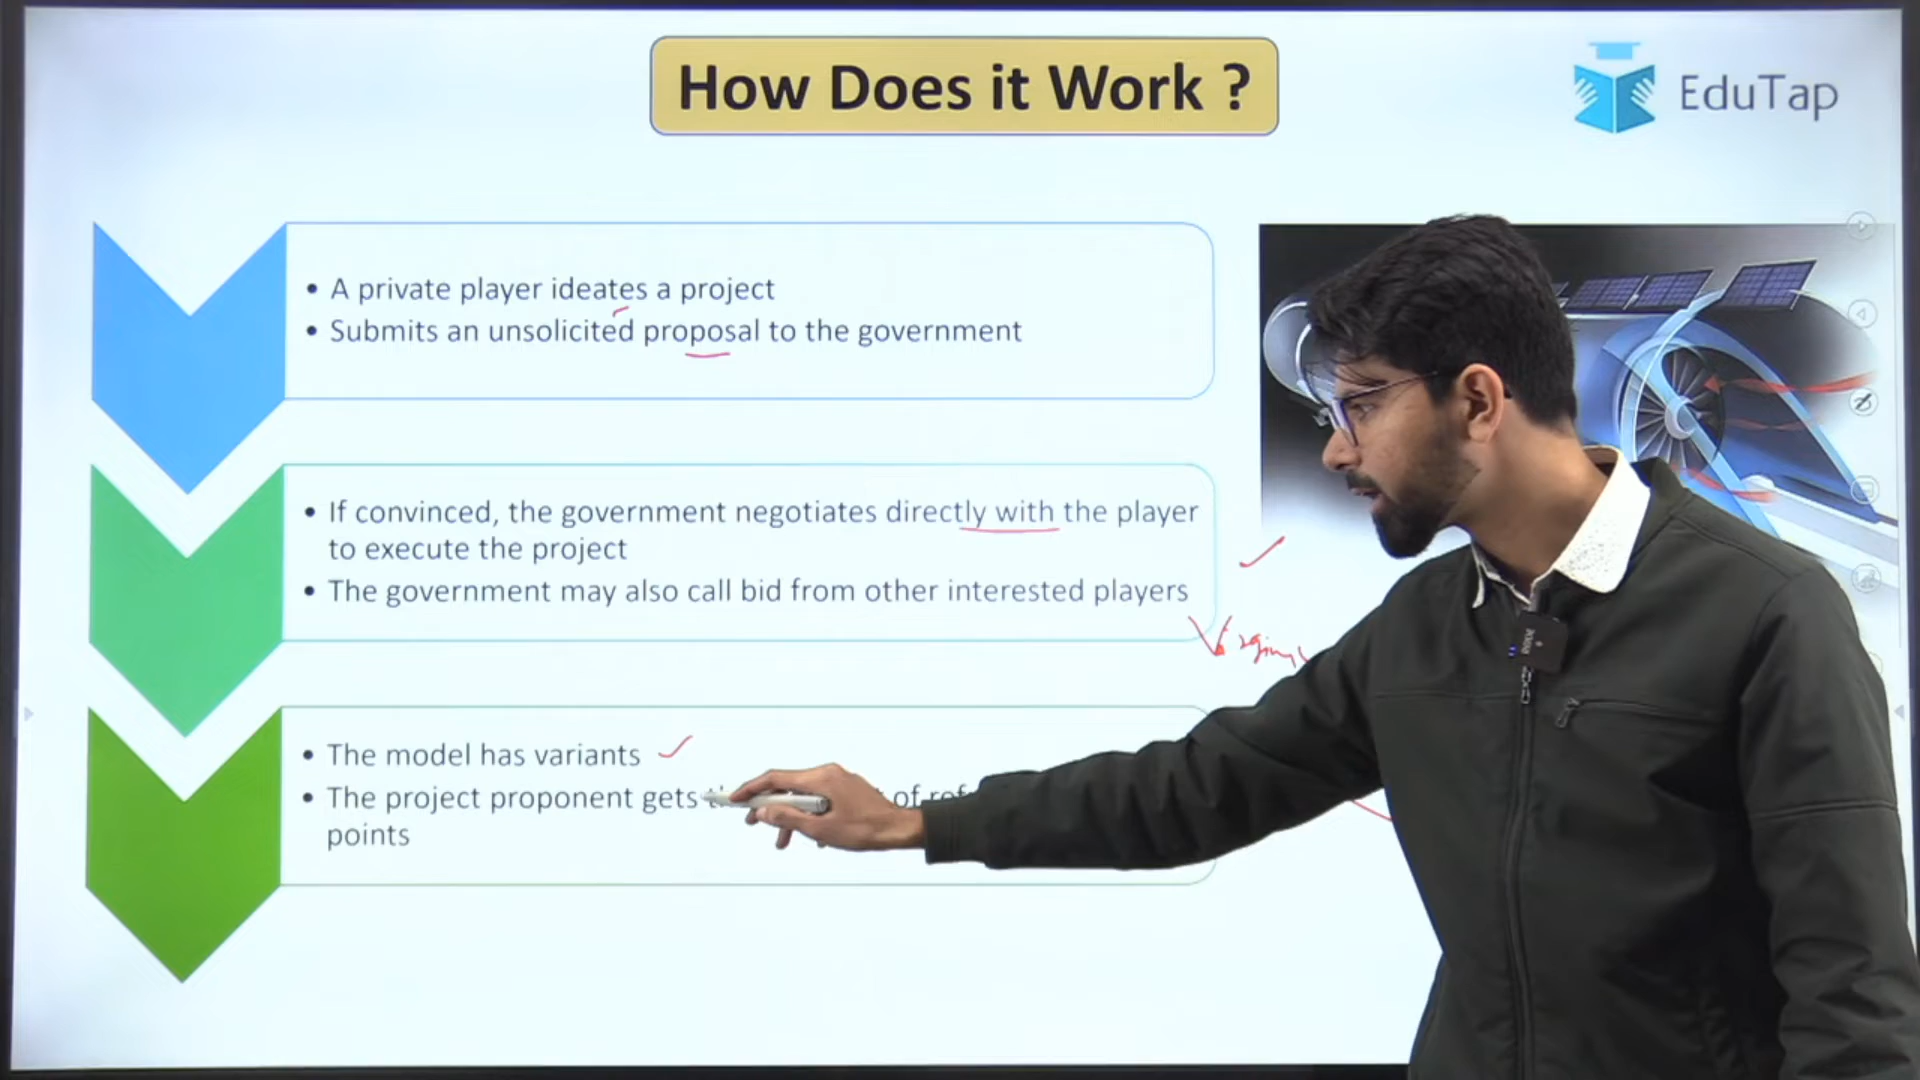 How Does it Work ?
EduTap
• A private player ideates a project
• Submits an unsolicited proposal to the government
• If convinced, the government negotiates directly with the player
to execute the project
• The government may also call bid from other interested players
• The model has variants
• The project proponent gets of
points